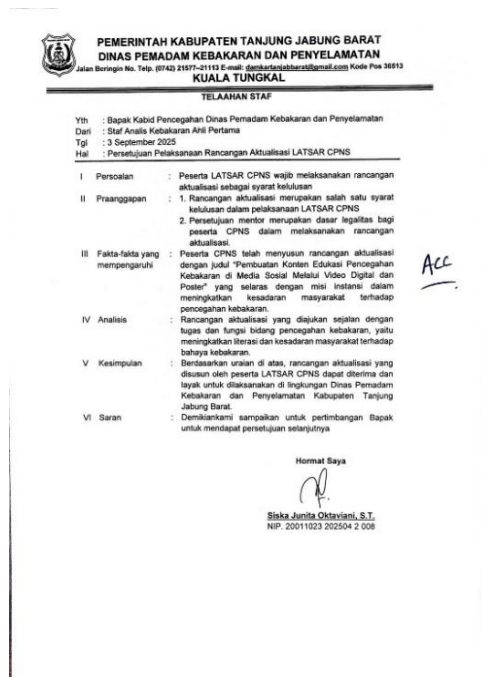 PEMERINTAH KABUPATEN TANJUNG JABUNG BARAT
DINAS PEMADAM KEBAKARAN DAN PENYELAMATAN
Jalan Beringin No. Telp. (0742) 21577–21113 E-mail: damkartanjabbarat@gmail.com Kode Pos 36513
KUALA TUNGKAL
TELAAHAN STAF
Yth : Bapak Kabid Pencegahan Dinas Pemadam Kebakaran dan Penyelamatan
Dari : Staf Analis Kebakaran Ahli Pertama
Tgl : 3 September 2025
Hal : Persetujuan Pelaksanaan Rancangan Aktualisasi LATSAR CPNS
I Persoalan : Peserta LATSAR CPNS wajib melaksanakan rancangan
aktualisasi sebagai syarat kelulusan
II Praanggapan : 1. Rancangan aktualisasi merupakan salah satu syarat
kelulusan dalam pelaksanaan LATSAR CPNS
2. Persetujuan mentor merupakan dasar legalitas bagi
peserta CPNS dalam melaksanakan rancangan
aktualisasi.
III Fakta-fakta yang : Peserta CPNS telah menyusun rancangan aktualisasi
mempengaruhi dengan judul "Pembuatan Konten Edukasi Pencegahan
Kebakaran di Media Sosial Melalui Video Digital dan
Poster" yang selaras dengan misi instansi dalam
meningkatkan kesadaran masyarakat terhadap
pencegahan kebakaran.
ACC
IV Analisis : Rancangan aktualisasi yang diajukan sejalan dengan
tugas dan fungsi bidang pencegahan kebakaran, yaitu
meningkatkan literasi dan kesadaran masyarakat terhadap
bahaya kebakaran.
V Kesimpulan : Berdasarkan uraian di atas, rancangan aktualisasi yang
disusun oleh peserta LATSAR CPNS dapat diterima dan
layak untuk dilaksanakan di lingkungan Dinas Pemadam
Kebakaran dan Penyelamatan Kabupaten Tanjung
Jabung Barat.
VI Saran : Demikiankami sampaikan untuk pertimbangan Bapak
untuk mendapat persetujuan selanjutnya
Hormat Saya
Siska Junita Oktaviani, S.T.
NIP. 20011023 202504 2 008